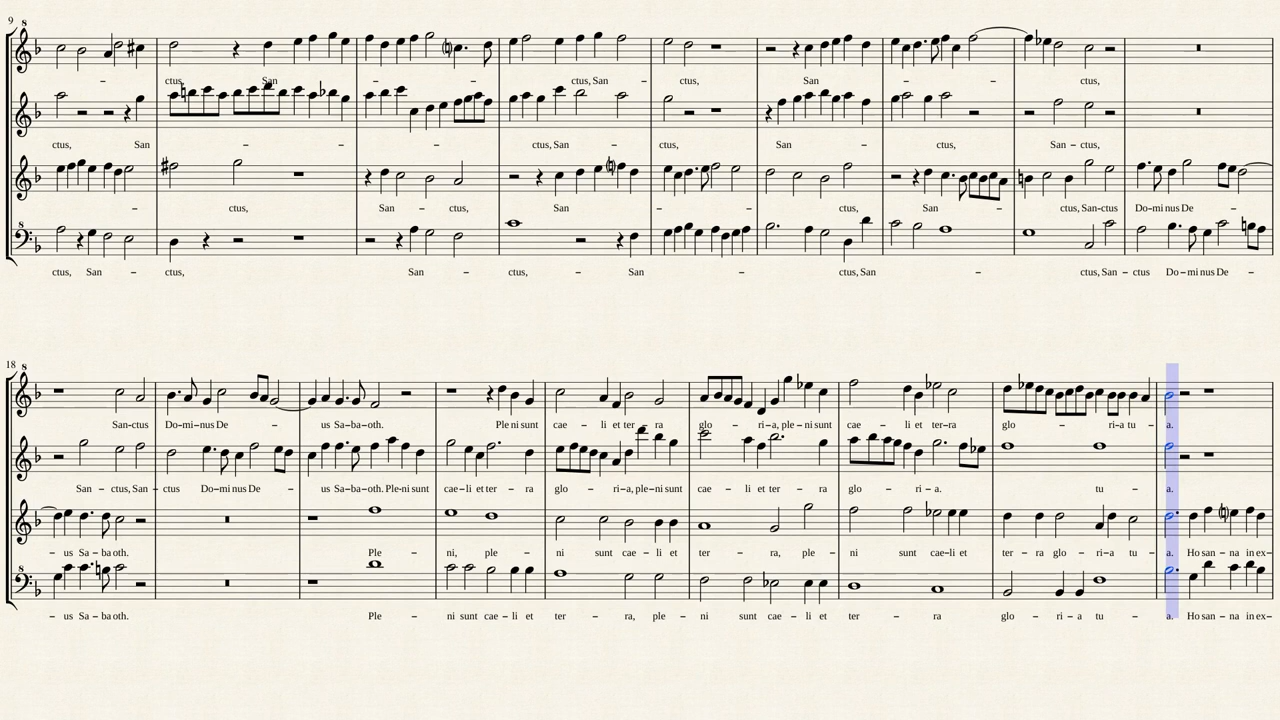 9
– ctus, San – – – – ctus, San – ctus, San – – – ctus,
ctus, San – – – – ctus, San – ctus, San – – San – ctus,
– ctus, San – ctus, San – – – ctus, San – ctus, San–ctus Do–mi nus De –
ctus, San – ctus, San – ctus, – San – – ctus, San – ctus, San – ctus Do–mi nus De –
18
San–ctus Do–mi–nus De – us Sa–ba–oth. Ple ni sunt cae – li et ter – ra glo – ri–a, ple–ni sunt cae – li et ter–ra glo – ri–a tu – a.
San – ctus, San – ctus Do–mi nus De – us Sa–ba–oth. Ple-ni sunt cae – li et ter – ra glo – ri–a, ple–ni sunt cae – li et ter – ra glo – ri – a. tu – a.
– us Sa – ba oth. Ple – ni, ple – ni sunt cae – li et ter – ra, ple – ni sunt cae–li et ter – ra glo – ri–a tu – a. Ho san – na in ex–
– us Sa – ba oth. Ple – ni sunt cae – li et ter – ra, ple – ni sunt cae – li et ter – ra glo – ri – a tu – a. Ho san – na in ex–